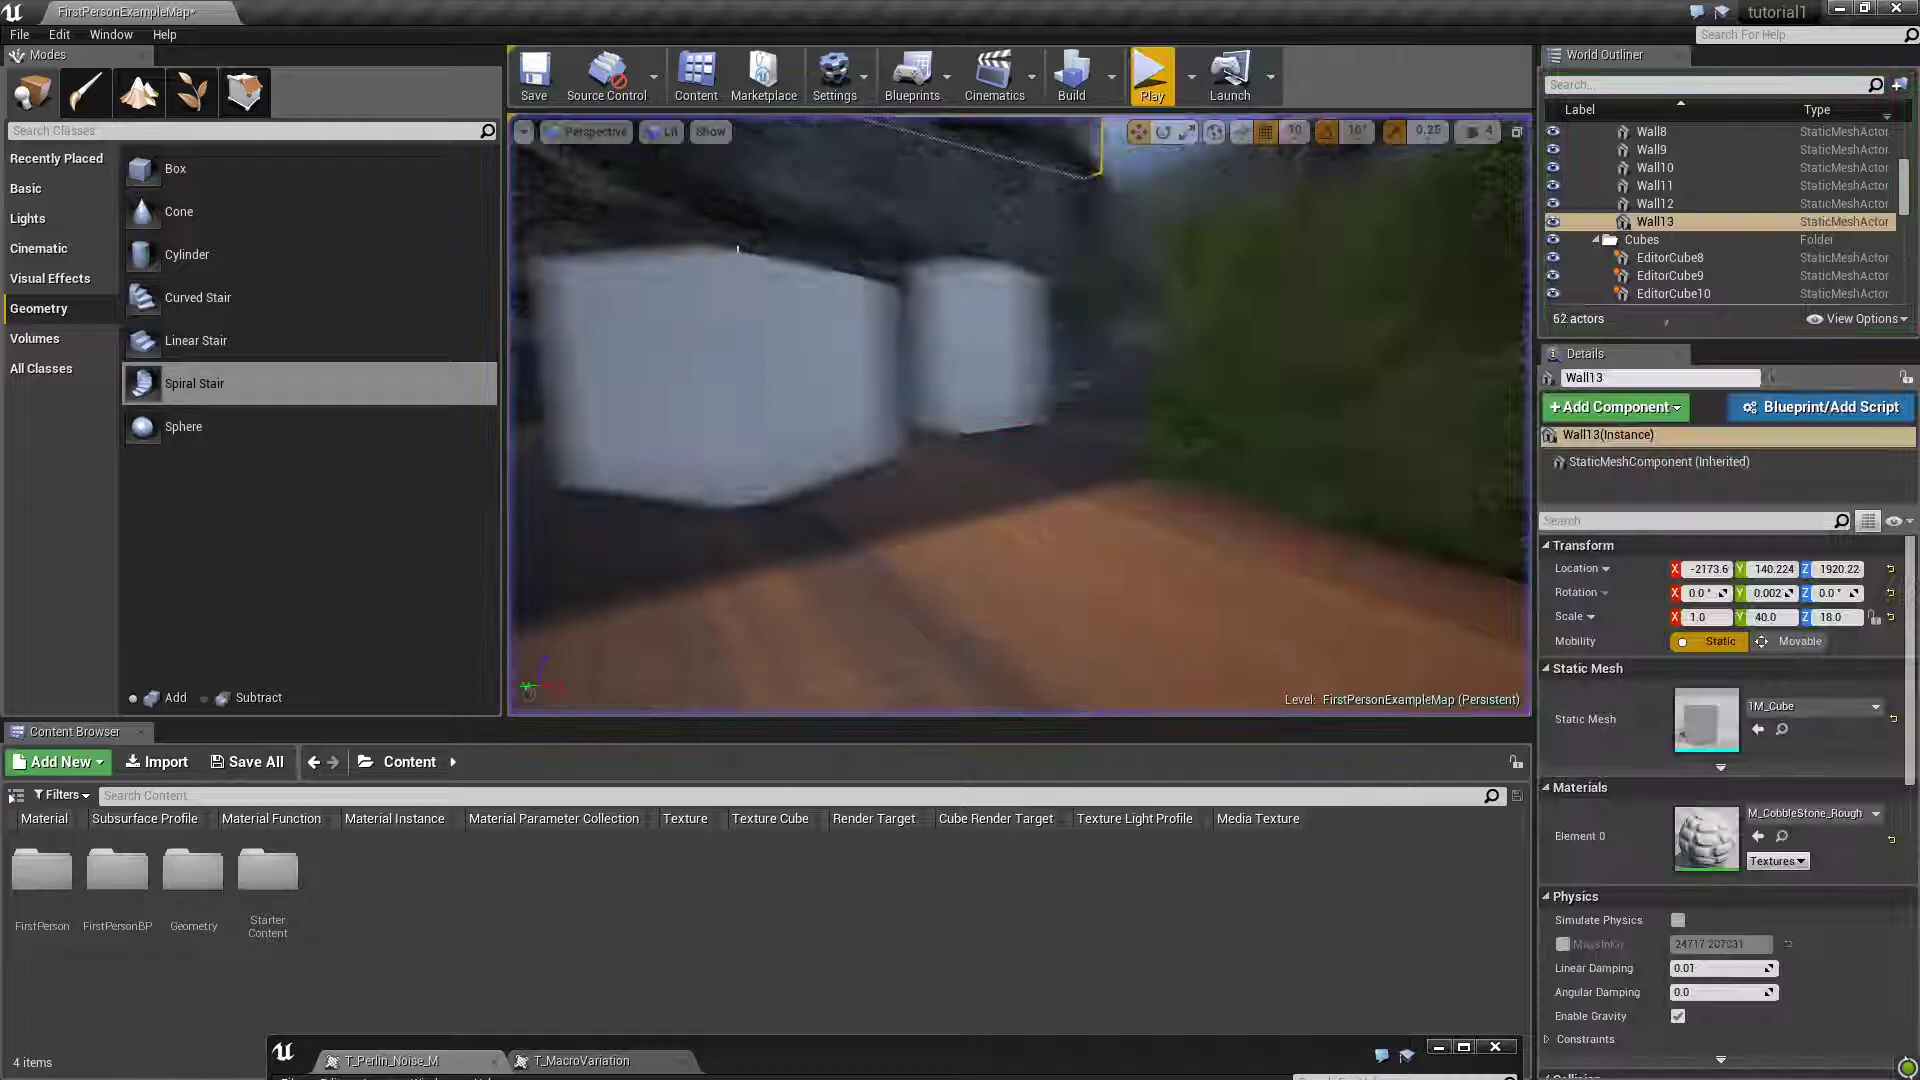 FirstPersonExampleMap*
tutorial1
File Edit Window Help
Search For Help
Modes
Search Classes
Recently Placed
Basic
Lights
Cinematic
Visual Effects
Geometry
Volumes
All Classes
Box
Cone
Cylinder
Curved Stair
Linear Stair
Spiral Stair
Sphere
Add Subtract
Save Source Control Content Marketplace Settings Blueprints Cinematics Build Play Launch
Perspective Lit Show 10 10° 0.25 4
Level: FirstPersonExampleMap (Persistent)
World Outliner
Search...
Label Type
Wall8 StaticMeshActor
Wall9 StaticMeshActor
Wall10 StaticMeshActor
Wall11 StaticMeshActor
Wall12 StaticMeshActor
Wall13 StaticMeshActor
Cubes Folder
EditorCube8 StaticMeshActor
EditorCube9 StaticMeshActor
EditorCube10 StaticMeshActor
62 actors View Options
Details
Wall13
+Add Component Blueprint/Add Script
Wall13(Instance)
StaticMeshComponent (Inherited)
Search
Transform
Location X -2173.6 Y 140.224 Z 1920.22
Rotation X 0.0 ° Y 0.002 Z 0.0 °
Scale X 1.0 Y 40.0 Z 18.0
Mobility Static Movable
Static Mesh
Static Mesh 1M_Cube
Materials
Element 0 M_CobbleStone_Rough
Textures
Physics
Simulate Physics
MassInKg 24717.207031
Linear Damping 0.01
Angular Damping 0.0
Enable Gravity
Constraints
Content Browser
Add New Import Save All Content
Filters Search Content
Material Subsurface Profile Material Function Material Instance Material Parameter Collection Texture Texture Cube Render Target Cube Render Target Texture Light Profile Media Texture
FirstPerson FirstPersonBP Geometry Starter
Content
4 items
T_Perlin_Noise_M T_MacroVariation